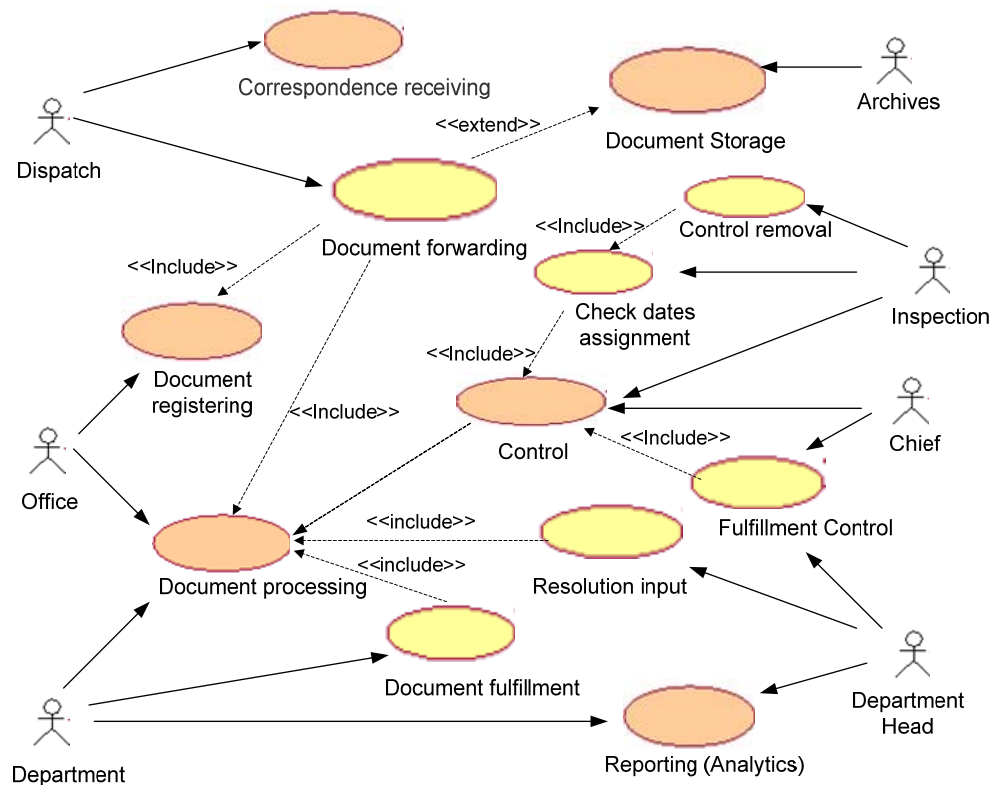 Correspondence receiving
Archives
<<extend>>
Document Storage
Dispatch
Document forwarding
<<Include>>
Control removal
<<Include>>
Check dates
assignment
Inspection
<<Include>>
Document
registering
<<Include>>
Control
<<Include>>
Chief
Office
Fulfillment Control
<<include>>
Document processing
<<include>>
Resolution input
Document fulfillment
Department
Head
Reporting (Analytics)
Department